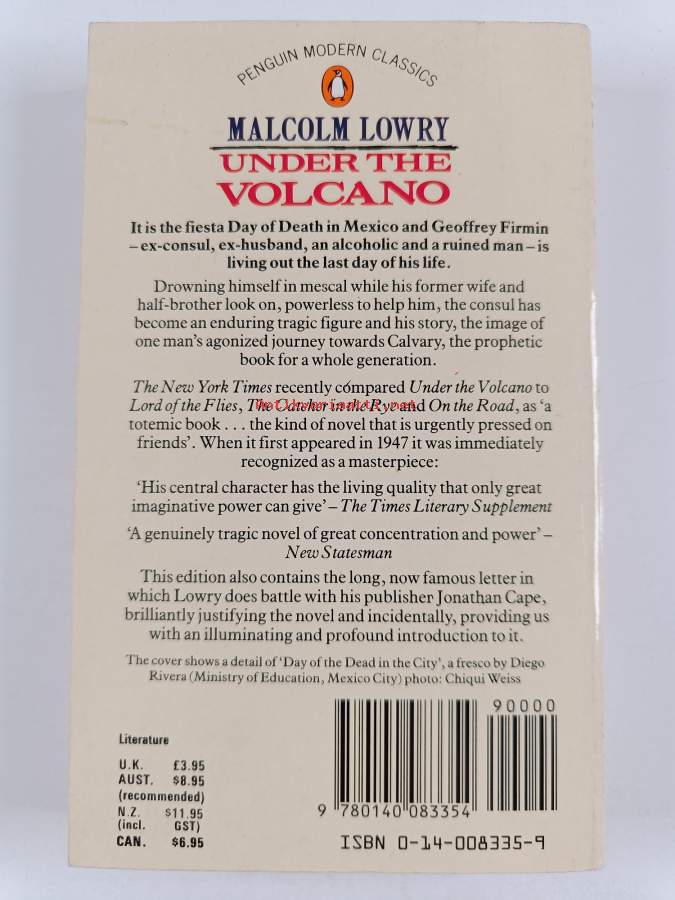 PENGUIN MODERN CLASSICS
MALCOLM LOWRY
UNDER THE
VOLCANO
It is the fiesta Day of Death in Mexico and Geoffrey Firmin
– ex-consul, ex-husband, an alcoholic and a ruined man – is
living out the last day of his life.
Drowning himself in mescal while his former wife and
half-brother look on, powerless to help him, the consul has
become an enduring tragic figure and his story, the image of
one man's agonized journey towards Calvary, the prophetic
book for a whole generation.
The New York Times recently compared Under the Volcano to
Lord of the Flies, The Catcher in the Rye and On the Road, as ‘a
totemic book . . . the kind of novel that is urgently pressed on
friends’. When it first appeared in 1947 it was immediately
recognized as a masterpiece:
‘His central character has the living quality that only great
imaginative power can give’ – The Times Literary Supplement
‘A genuinely tragic novel of great concentration and power’ –
New Statesman
This edition also contains the long, now famous letter in
which Lowry does battle with his publisher Jonathan Cape,
brilliantly justifying the novel and incidentally, providing us
with an illuminating and profound introduction to it.
The cover shows a detail of ‘Day of the Dead in the City’, a fresco by Diego
Rivera (Ministry of Education, Mexico City) photo: Chiqui Weiss
90000
Literature
U.K. £3.95
AUST. $8.95
(recommended)
N.Z. $11.95
(incl. GST)
CAN. $6.95
9 780140 083354
ISBN 0-14-008335-9